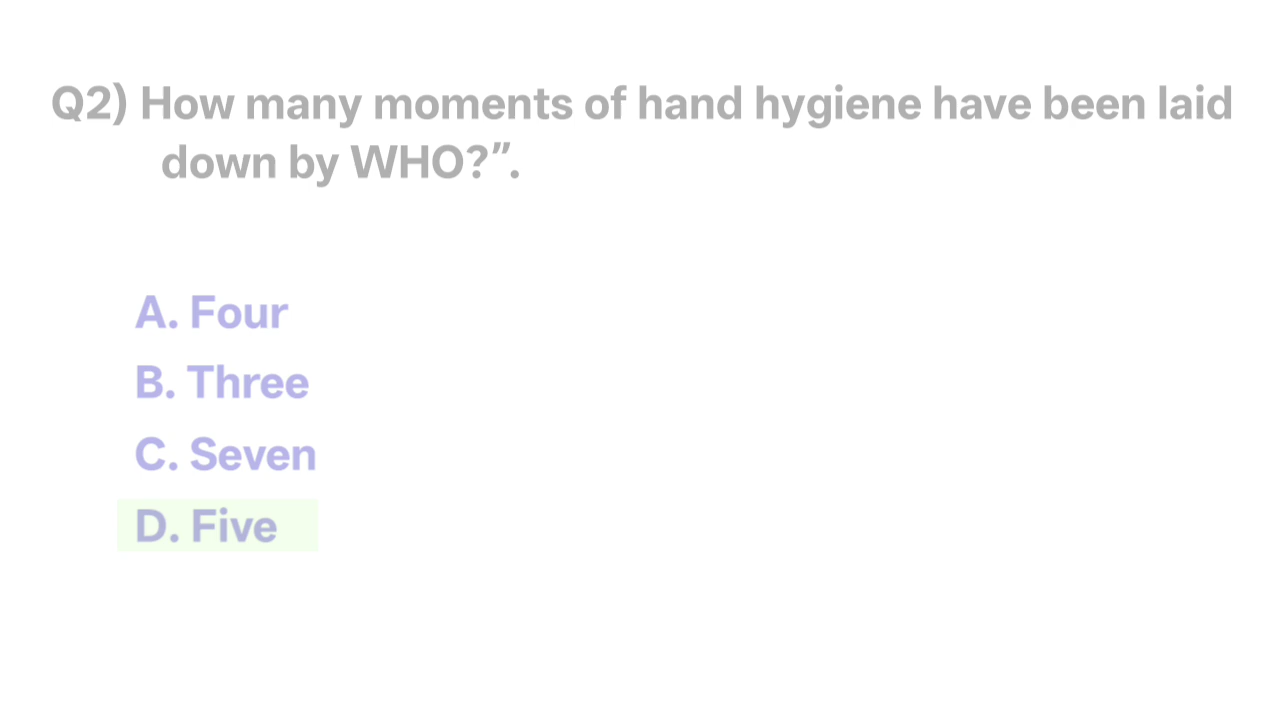 Q2) How many moments of hand hygiene have been laid
down by WHO?”.
A. Four
B. Three
C. Seven
D. Five